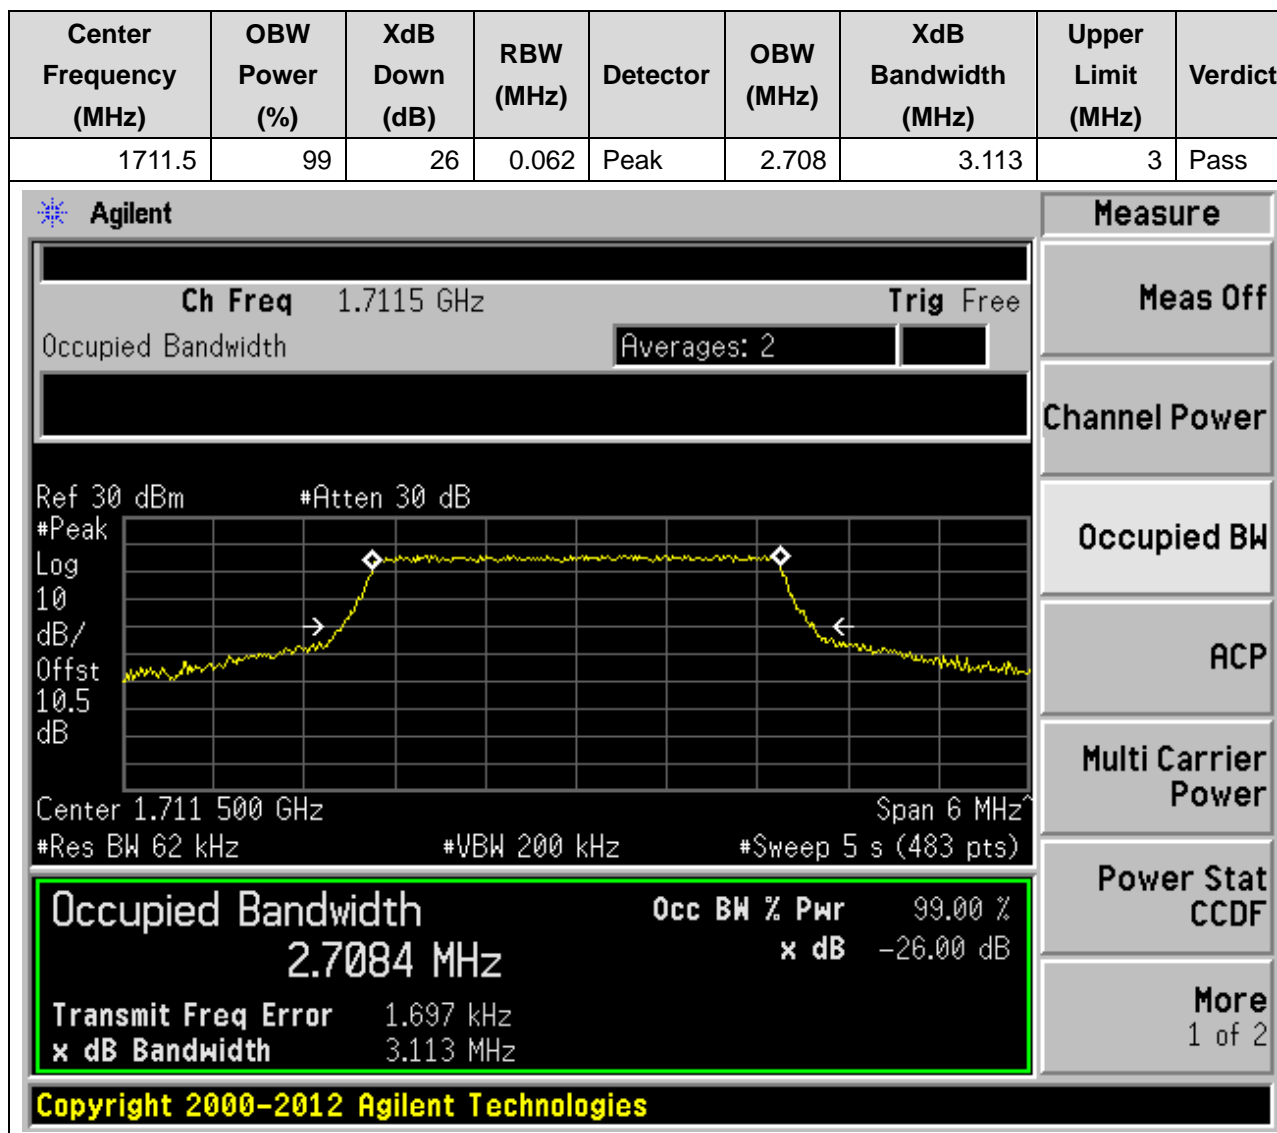 Center Frequency (MHz) OBW Power (%) XdB Down (dB) RBW (MHz) Detector OBW (MHz) XdB Bandwidth (MHz) Upper Limit (MHz) Verdict
1711.5 99 26 0.062 Peak 2.708 3.113 3 Pass
Agilent
Measure
Ch Freq 1.7115 GHz Trig Free
Meas Off
Occupied Bandwidth Averages: 2
Channel Power
Ref 30 dBm #Atten 30 dB
#Peak
Log
10
dB/
Offst
10.5
dB
Occupied BW
ACP
Multi Carrier
Power
Center 1.711 500 GHz Span 6 MHz^
#Res BW 62 kHz #VBW 200 kHz #Sweep 5 s (483 pts)
Power Stat
CCDF
Occupied Bandwidth Occ BW % Pwr 99.00 %
2.7084 MHz x dB -26.00 dB
Transmit Freq Error 1.697 kHz
x dB Bandwidth 3.113 MHz
More
1 of 2
Copyright 2000-2012 Agilent Technologies